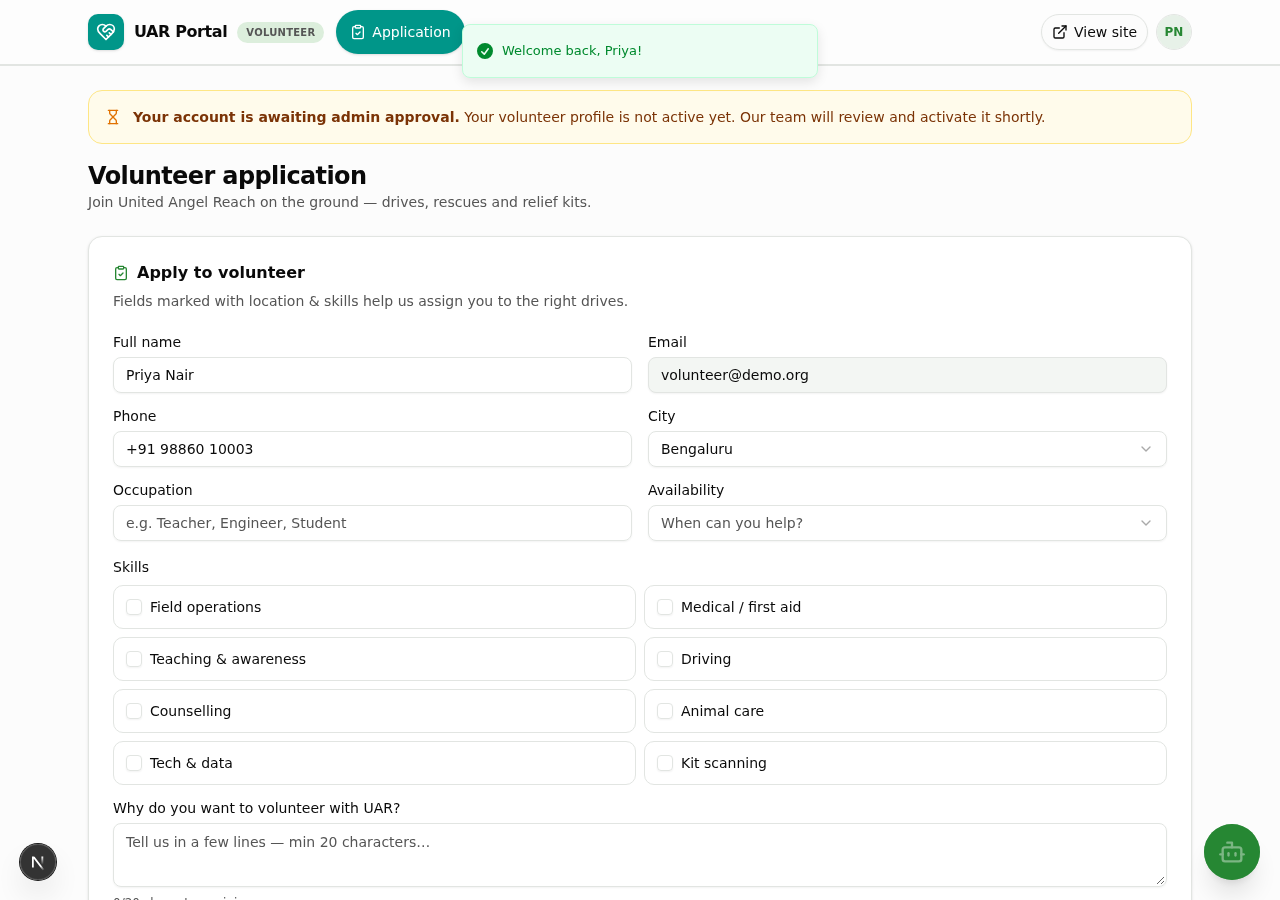 UAR Portal
VOLUNTEER
Application
Welcome back, Priya!
View site
PN
Your account is awaiting admin approval. Your volunteer profile is not active yet. Our team will review and activate it shortly.
Volunteer application
Join United Angel Reach on the ground — drives, rescues and relief kits.
Apply to volunteer
Fields marked with location & skills help us assign you to the right drives.
Full name
Email
Priya Nair
volunteer@demo.org
Phone
City
+91 98860 10003
Bengaluru
Occupation
Availability
e.g. Teacher, Engineer, Student
When can you help?
Skills
Field operations
Medical / first aid
Teaching & awareness
Driving
Counselling
Animal care
Tech & data
Kit scanning
Why do you want to volunteer with UAR?
Tell us in a few lines — min 20 characters…
N